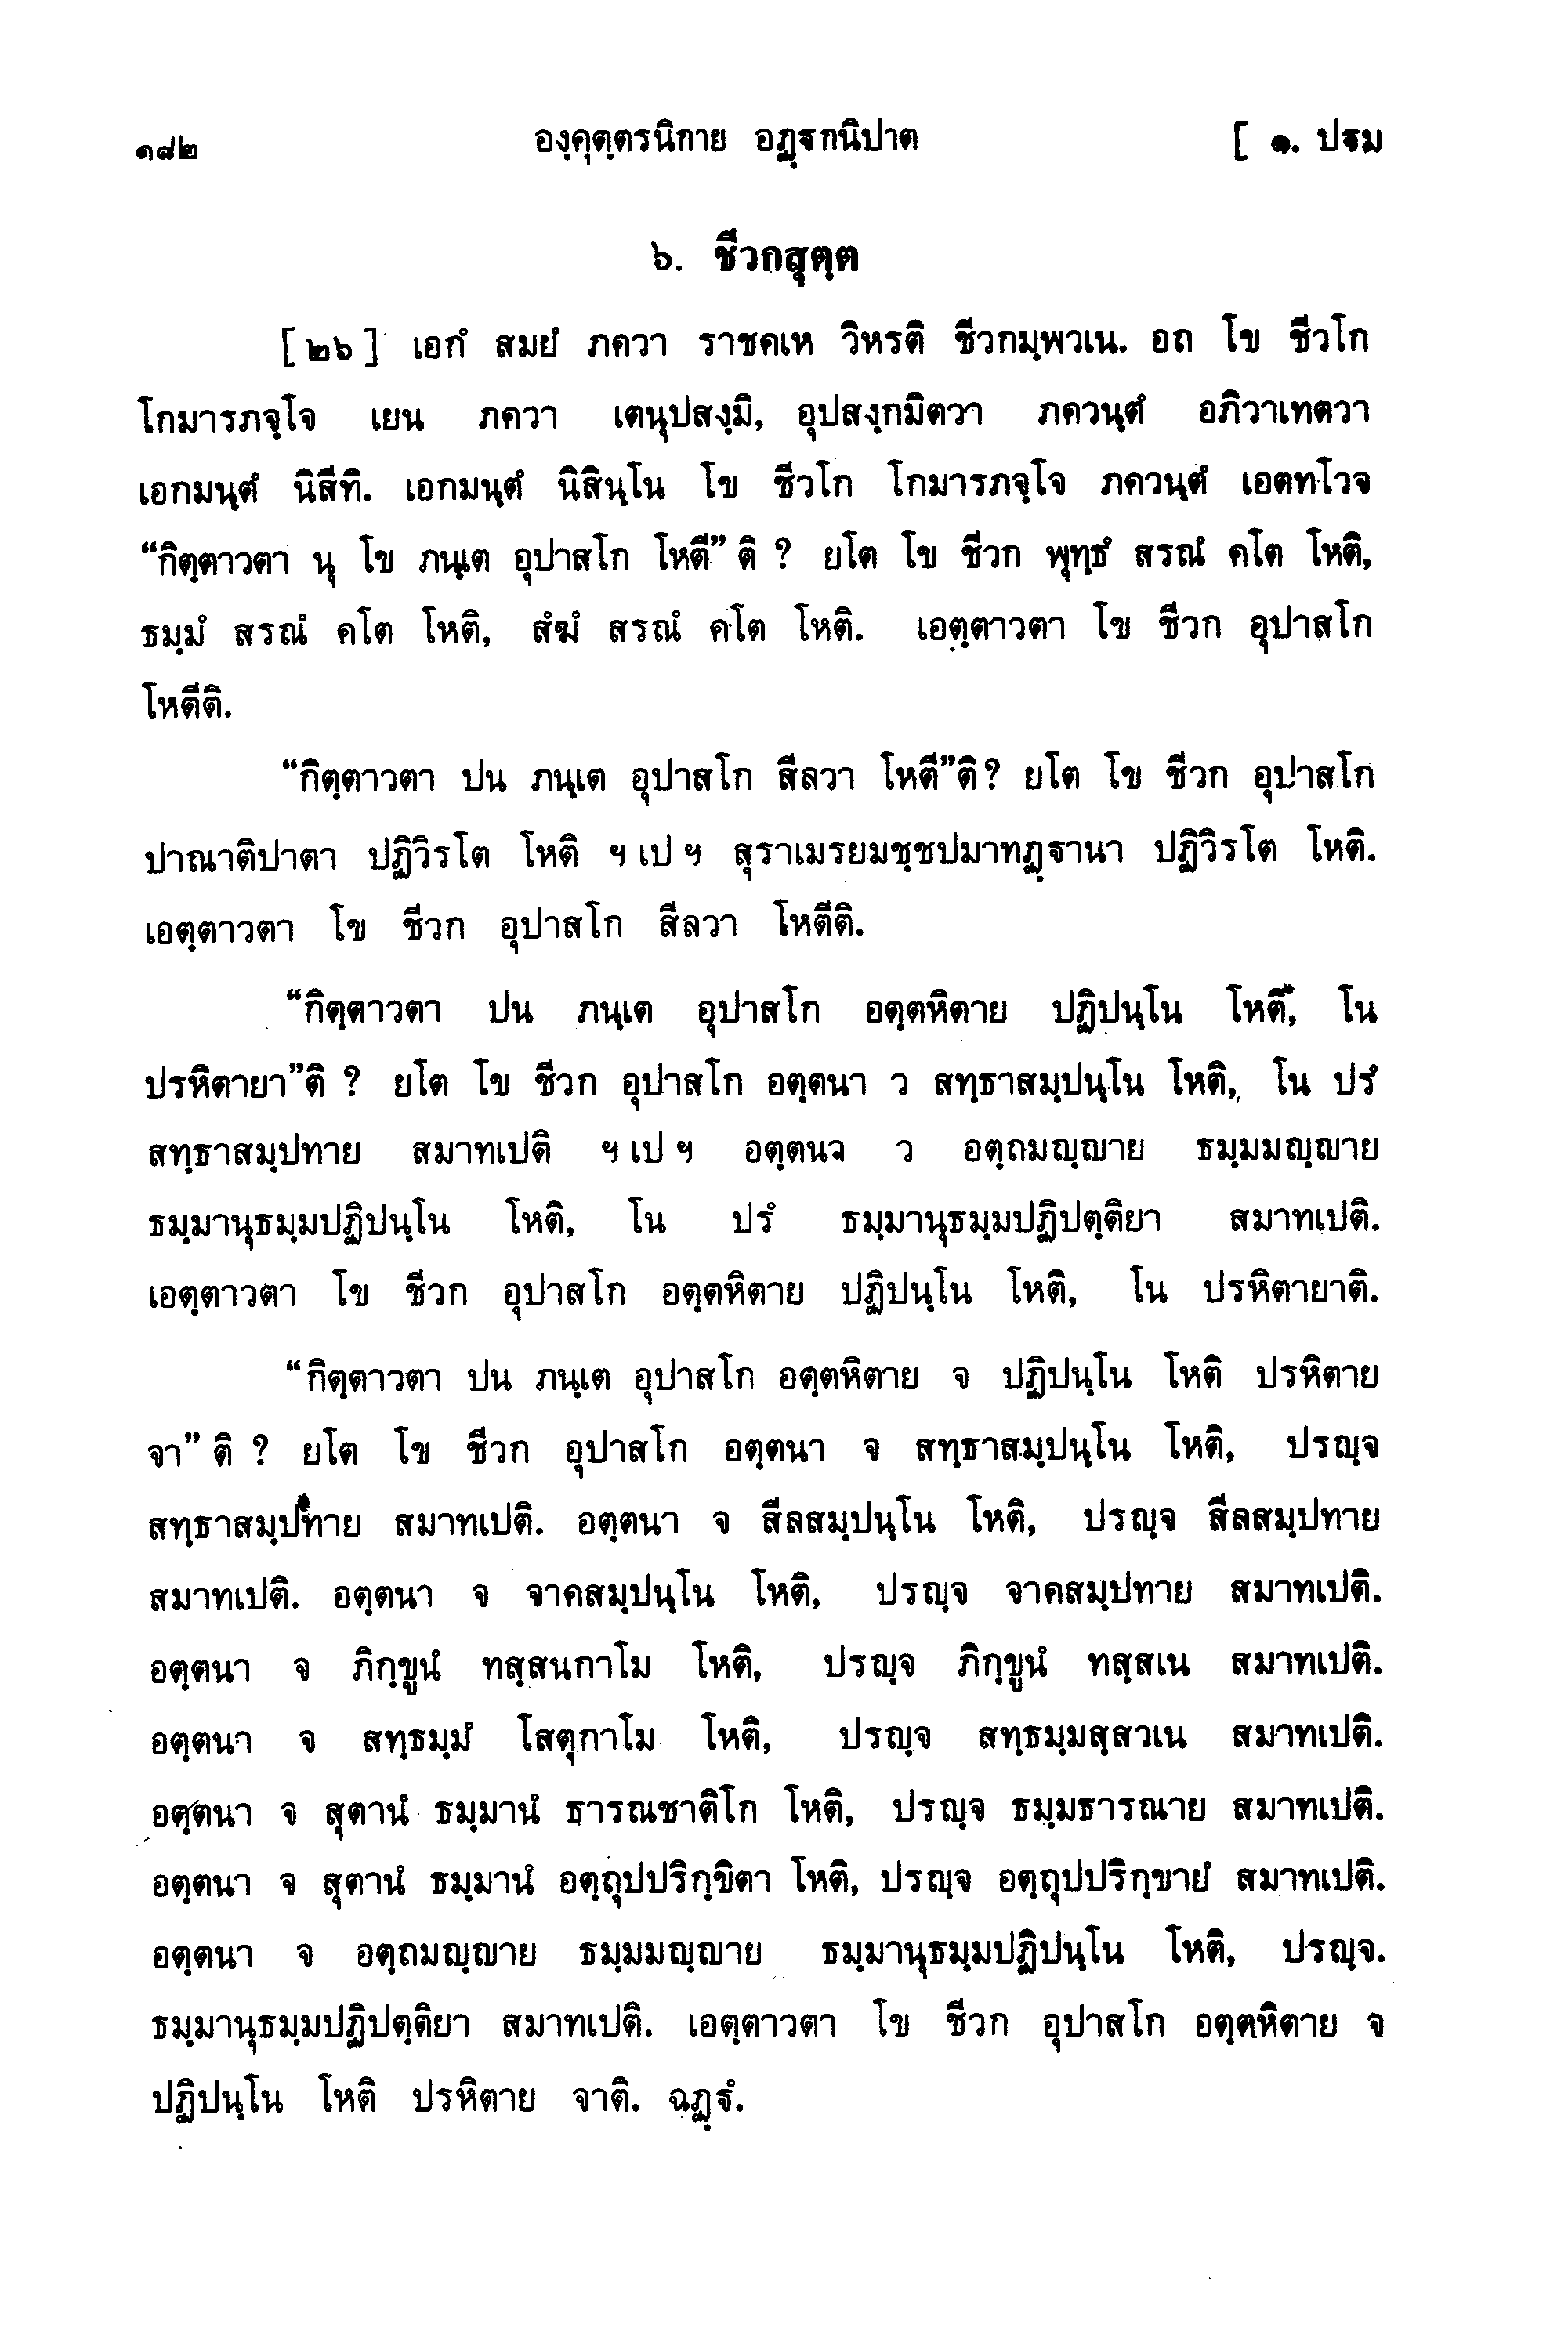 ๑๘๒ องฺคุตฺตรนิกาย อฏฺฐกนิปาต [ ๑. ปฐม
๖. ชีวกสุตฺต
[ ๒๖ ] เอกํ สมยํ ภควา ราชคเห วิหรติ ชีวกมฺพวเน. อถ โข ชีวโก
โกมารภจฺโจ เยน ภควา เตนุปสงฺมิ, อุปสงฺกมิตวา ภควนฺตํ อภิวาเทตวา
เอกมนฺตํ นิสีทิ. เอกมนฺตํ นิสินฺโน โข ชีวโก โกมารภจฺโจ ภควนฺตํ เอตทโวจ
“กิตฺตาวตา นุ โข ภนฺเต อุปาสโก โหตี” ติ ? ยโต โข ชีวก พุทฺธํ สรณํ คโต โหติ,
ธมฺมํ สรณํ คโต โหติ, สํฆํ สรณํ คโต โหติ. เอตฺตาวตา โข ชีวก อุปาสโก
โหตีติ.
“กิตฺตาวตา ปน ภนฺเต อุปาสโก สีลวา โหตี”ติ? ยโต โข ชีวก อุปาสโก
ปาณาติปาตา ปฏิวิรโต โหติ ฯ เป ฯ สุราเมรยมชฺชปมาทฏฺฐานา ปฏิวิรโต โหติ.
เอตฺตาวตา โข ชีวก อุปาสโก สีลวา โหตีติ.
“กิตฺตาวตา ปน ภนฺเต อุปาสโก อตฺตหิตาย ปฏิปนฺโน โหติ, โน
ปรหิตายา”ติ ? ยโต โข ชีวก อุปาสโก อตฺตนา ว สทฺธาสมฺปนฺโน โหติ, โน ปรํ
สทฺธาสมฺปทาย สมาทเปติ ฯ เป ฯ อตฺตนา ว อตฺถมญฺญาย ธมฺมมญฺญาย
ธมฺมานุธมฺมปฏิปนฺโน โหติ, โน ปรํ ธมฺมานุธมฺมปฏิปตฺติยา สมาทเปติ.
เอตฺตาวตา โข ชีวก อุปาสโก อตฺตหิตาย ปฏิปนฺโน โหติ, โน ปรหิตายาติ.
“กิตฺตาวตา ปน ภนฺเต อุปาสโก อตฺตหิตาย จ ปฏิปนฺโน โหติ ปรหิตาย
จา” ติ ? ยโต โข ชีวก อุปาสโก อตฺตนา จ สทฺธาสมฺปนฺโน โหติ, ปรญฺจ
สทฺธาสมฺปทาย สมาทเปติ. อตฺตนา จ สีลสมฺปนฺโน โหติ, ปรญฺจ สีลสมฺปทาย
สมาทเปติ. อตฺตนา จ จาคสมฺปนฺโน โหติ, ปรญฺจ จาคสมฺปทาย สมาทเปติ.
อตฺตนา จ ภิกฺขูนํ ทสฺสนกาโม โหติ, ปรญฺจ ภิกฺขูนํ ทสฺสเน สมาทเปติ.
อตฺตนา จ สทฺธมฺมํ โสตุกาโม โหติ, ปรญฺจ สทฺธมฺมสฺสวเน สมาทเปติ.
อตฺตนา จ สุตานํ ธมฺมานํ ธารณชาติโก โหติ, ปรญฺจ ธมฺมธารณาย สมาทเปติ.
อตฺตนา จ สุตานํ ธมฺมานํ อตฺถุปปริกฺขิตา โหติ, ปรญฺจ อตฺถุปปริกฺขายํ สมาทเปติ.
อตฺตนา จ อตฺถมญฺญาย ธมฺมมญฺญาย ธมฺมานุธมฺมปฏิปนฺโน โหติ, ปรญฺจ.
ธมฺมานุธมฺมปฏิปตฺติยา สมาทเปติ. เอตฺตาวตา โข ชีวก อุปาสโก อตฺตหิตาย จ
ปฏิปนฺโน โหติ ปรหิตาย จาติ. ฉฏฺฐํ.